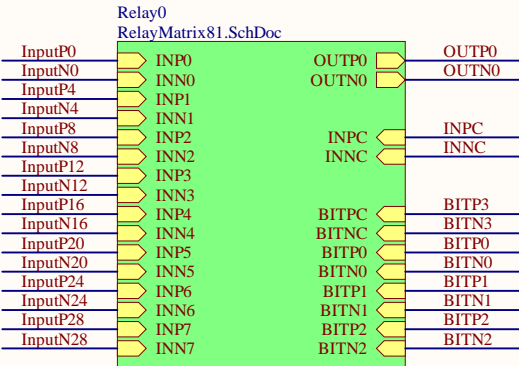 Relay0
RelayMatrix81.SchDoc
InputP0 INP0 OUTP0 OUTP0
InputN0 INN0 OUTN0 OUTN0
InputP4 INP1
InputN4 INN1
InputP8 INP2 INPC INPC
InputN8 INN2 INNC INNC
InputP12 INP3
InputN12 INN3
InputP16 INP4 BITPC BITP3
InputN16 INN4 BITNC BITN3
InputP20 INP5 BITP0 BITP0
InputN20 INN5 BITN0 BITN0
InputP24 INP6 BITP1 BITP1
InputN24 INN6 BITN1 BITN1
InputP28 INP7 BITP2 BITP2
InputN28 INN7 BITN2 BITN2